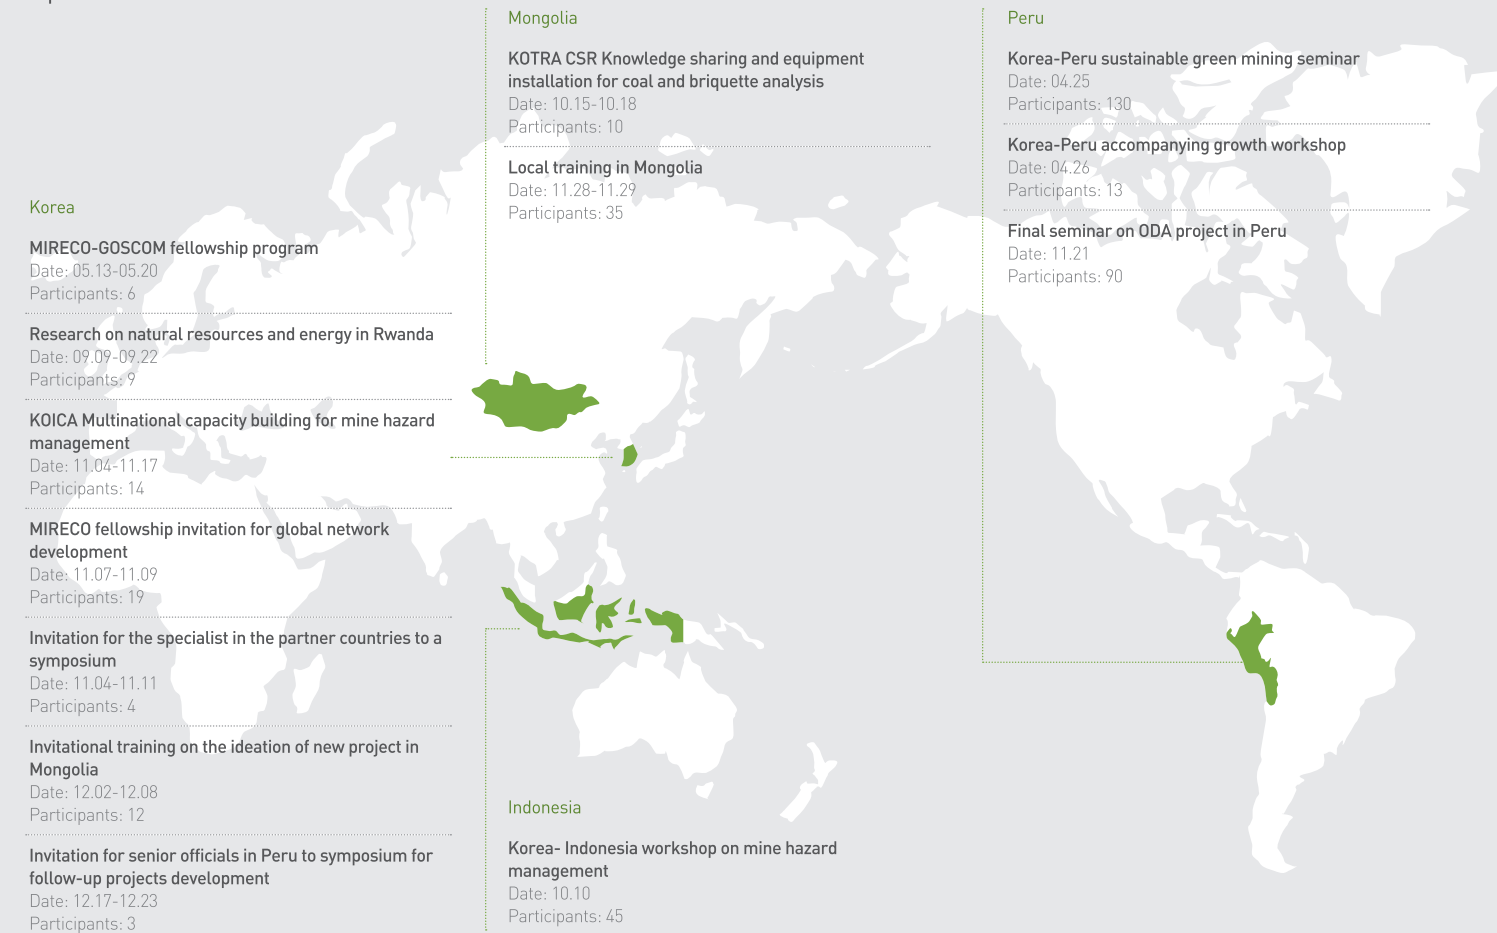 Korea
MIRECO-GOSCOM fellowship program
Date: 05.13-05.20
Participants: 6
Research on natural resources and energy in Rwanda
Date: 09.09-09.22
Participants: 9
KOICA Multinational capacity building for mine hazard
management
Date: 11.04-11.17
Participants: 14
MIRECO fellowship invitation for global network
development
Date: 11.07-11.09
Participants: 19
Invitation for the specialist in the partner countries to a
symposium
Date: 11.04-11.11
Participants: 4
Invitational training on the ideation of new project in
Mongolia
Date: 12.02-12.08
Participants: 12
Invitation for senior officials in Peru to symposium for
follow-up projects development
Date: 12.17-12.23
Participants: 3
Mongolia
KOTRA CSR Knowledge sharing and equipment
installation for coal and briquette analysis
Date: 10.15-10.18
Participants: 10
Local training in Mongolia
Date: 11.28-11.29
Participants: 35
Indonesia
Korea- Indonesia workshop on mine hazard
management
Date: 10.10
Participants: 45
Peru
Korea-Peru sustainable green mining seminar
Date: 04.25
Participants: 130
Korea-Peru accompanying growth workshop
Date: 04.26
Participants: 13
Final seminar on ODA project in Peru
Date: 11.21
Participants: 90